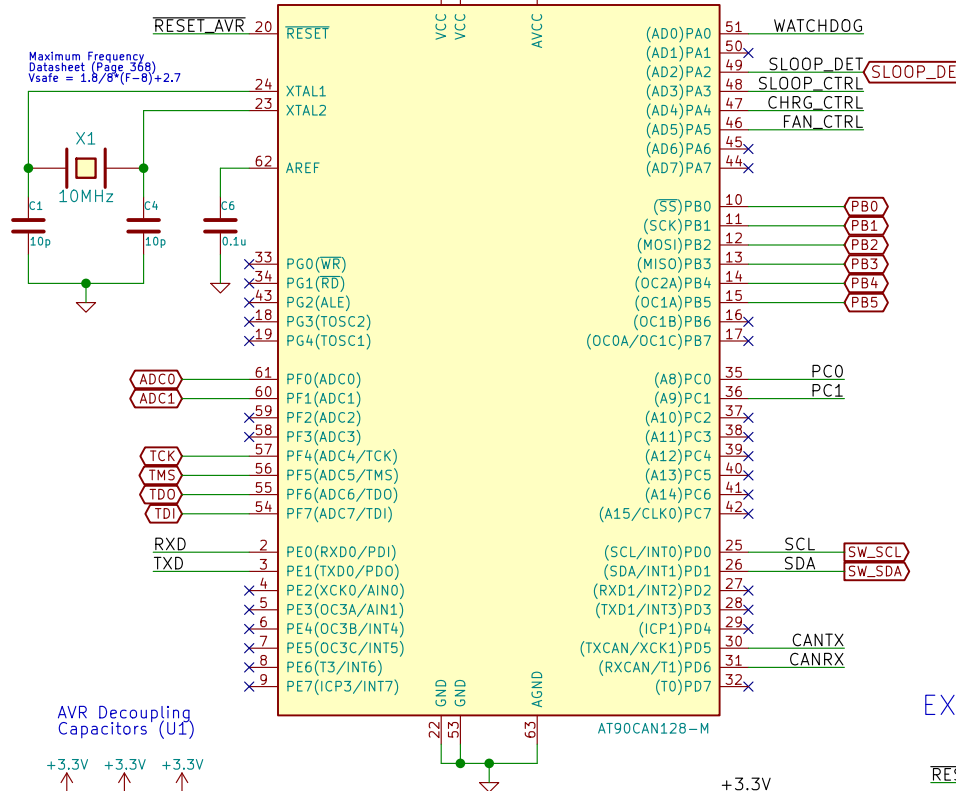 VCC
VCC
AVCC
RESET_AVR 20 RESET
Maximum Frequency
Datasheet (Page 368)
Vsafe = 1.8/8*(F-8)+2.7
24 XTAL1
23 XTAL2
X1
10MHz
C1
10p
C4
10p
62 AREF
C6
0.1u
33 PG0(WR)
34 PG1(RD)
43 PG2(ALE)
18 PG3(TOSC2)
19 PG4(TOSC1)
ADC0 61 PF0(ADC0)
ADC1 60 PF1(ADC1)
59 PF2(ADC2)
58 PF3(ADC3)
TCK 57 PF4(ADC4/TCK)
TMS 56 PF5(ADC5/TMS)
TDO 55 PF6(ADC6/TDO)
TDI 54 PF7(ADC7/TDI)
RXD 2 PE0(RXD0/PDI)
TXD 3 PE1(TXD0/PDO)
4 PE2(XCK0/AIN0)
5 PE3(OC3A/AIN1)
6 PE4(OC3B/INT4)
7 PE5(OC3C/INT5)
8 PE6(T3/INT6)
9 PE7(ICP3/INT7)
(AD0)PA0 51 WATCHDOG
(AD1)PA1 50
(AD2)PA2 49 SLOOP_DET SLOOP_DE
(AD3)PA3 48 SLOOP_CTRL
(AD4)PA4 47 CHRG_CTRL
(AD5)PA5 46 FAN_CTRL
(AD6)PA6 45
(AD7)PA7 44
(SS)PB0 10 PB0
(SCK)PB1 11 PB1
(MOSI)PB2 12 PB2
(MISO)PB3 13 PB3
(OC2A)PB4 14 PB4
(OC1A)PB5 15 PB5
(OC1B)PB6 16
(OC0A/OC1C)PB7 17
(A8)PC0 35 PC0
(A9)PC1 36 PC1
(A10)PC2 37
(A11)PC3 38
(A12)PC4 39
(A13)PC5 40
(A14)PC6 41
(A15/CLK0)PC7 42
(SCL/INT0)PD0 25 SCL SW_SCL
(SDA/INT1)PD1 26 SDA SW_SDA
(RXD1/INT2)PD2 27
(TXD1/INT3)PD3 28
(ICP1)PD4 29
(TXCAN/XCK1)PD5 30 CANTX
(RXCAN/T1)PD6 31 CANRX
(T0)PD7 32
GND
GND
AGND
22
53
63
AT90CAN128-M
AVR Decoupling
Capacitors (U1)
+3.3V +3.3V +3.3V
+3.3V
EX
RES